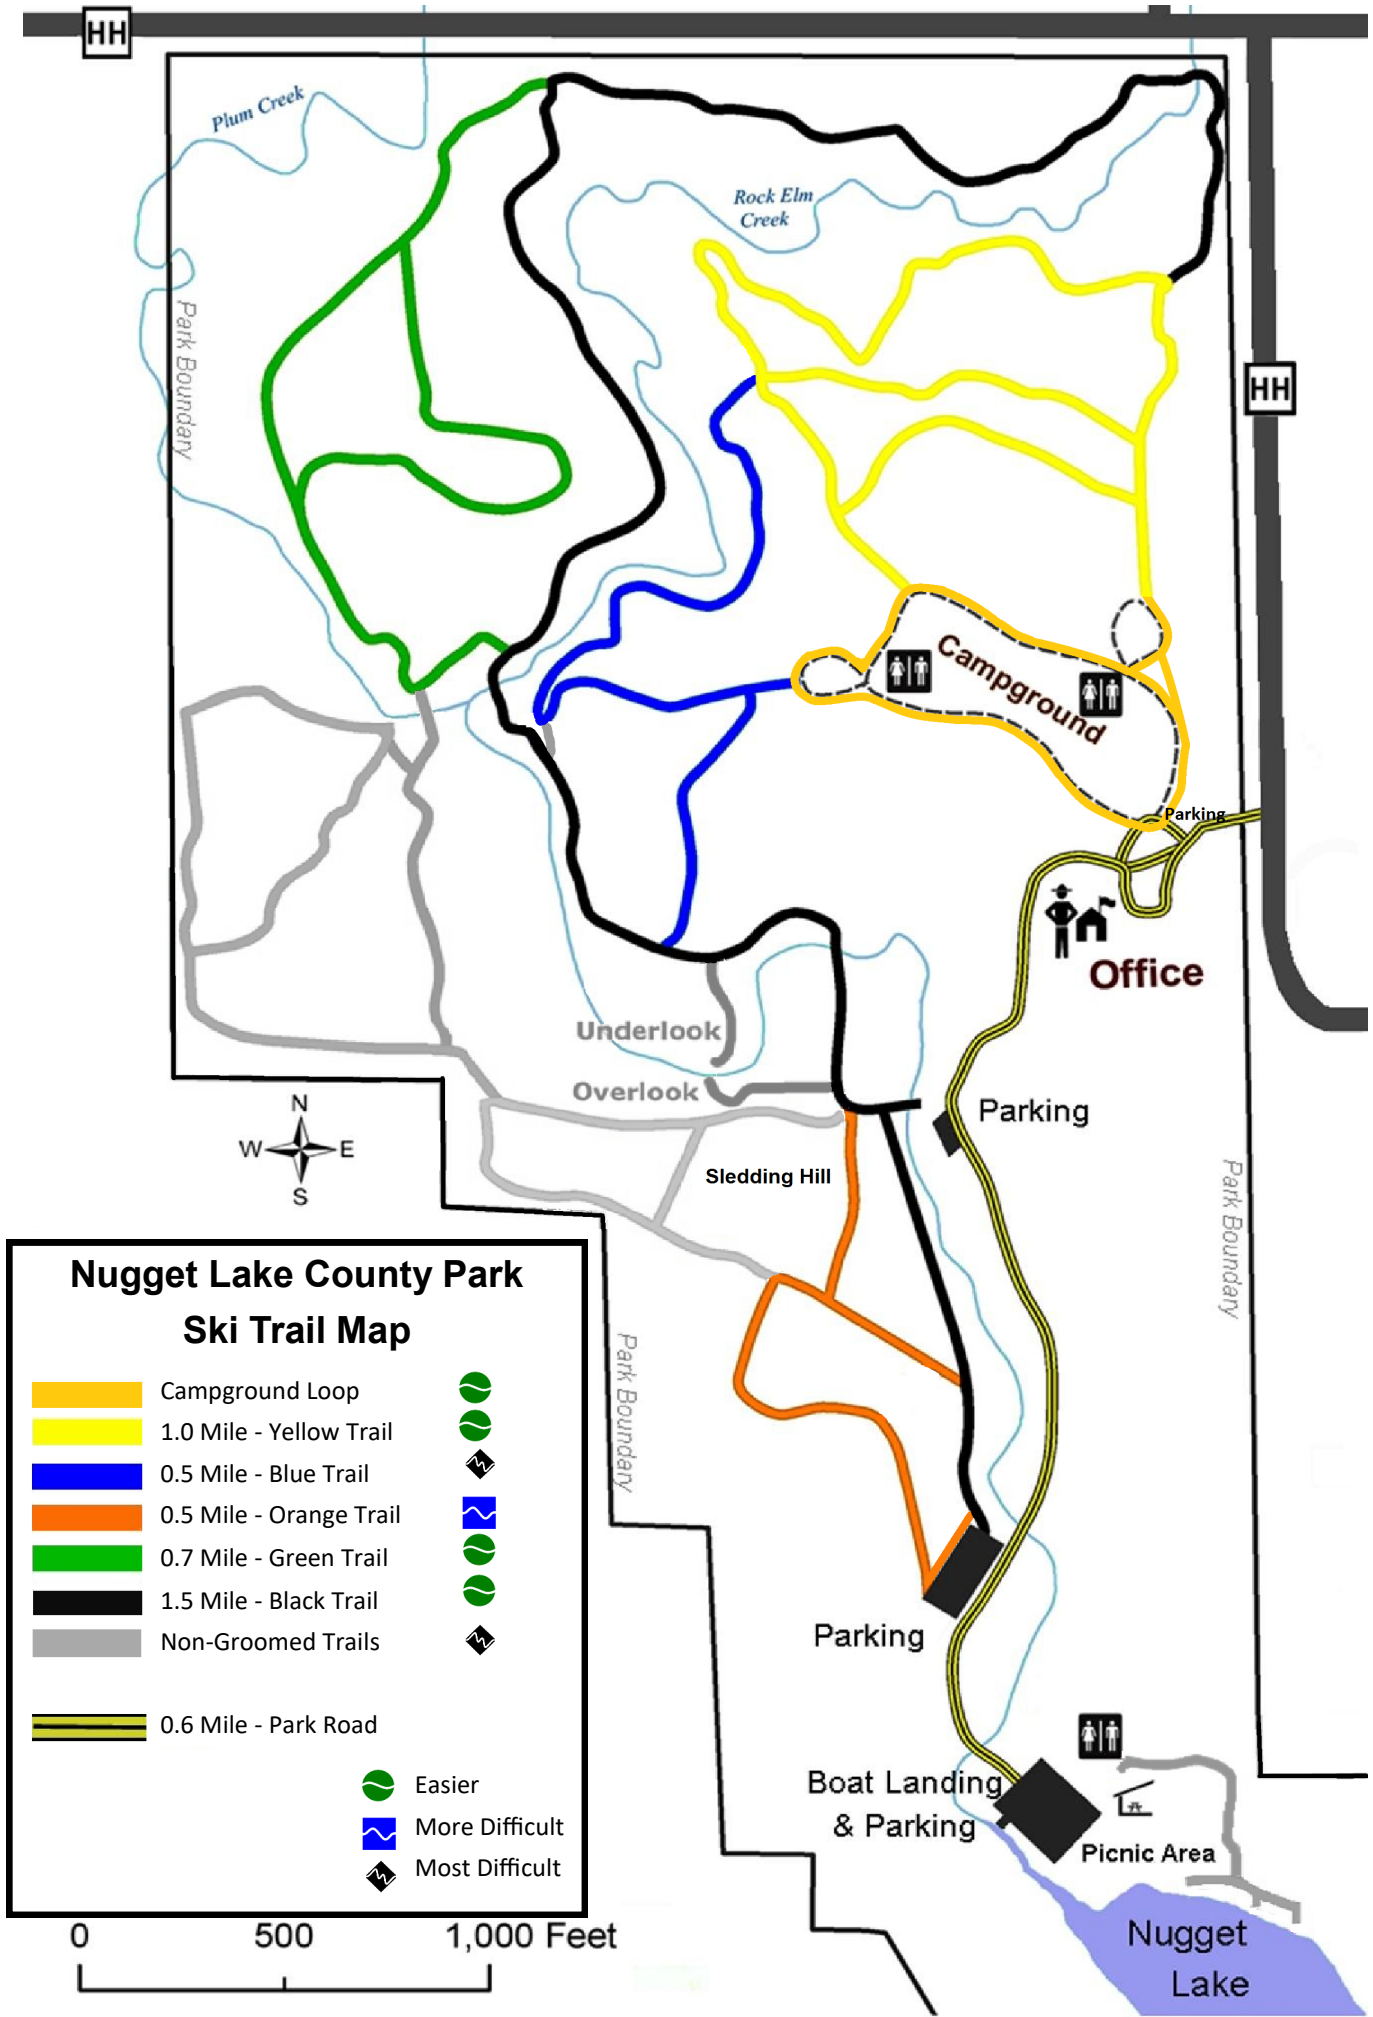 HH
Plum Creek
Rock Elm
Creek
Park Boundary
HH
Campground
Parking
Office
Underlook
Overlook
Parking
N
W E
S
Sledding Hill
Park Boundary
Nugget Lake County Park
Ski Trail Map
Campground Loop
1.0 Mile - Yellow Trail
0.5 Mile - Blue Trail
0.5 Mile - Orange Trail
0.7 Mile - Green Trail
1.5 Mile - Black Trail
Non-Groomed Trails
0.6 Mile - Park Road
Easier
More Difficult
Most Difficult
Park Boundary
Parking
Boat Landing
& Parking
Picnic Area
Nugget
Lake
0 500 1,000 Feet